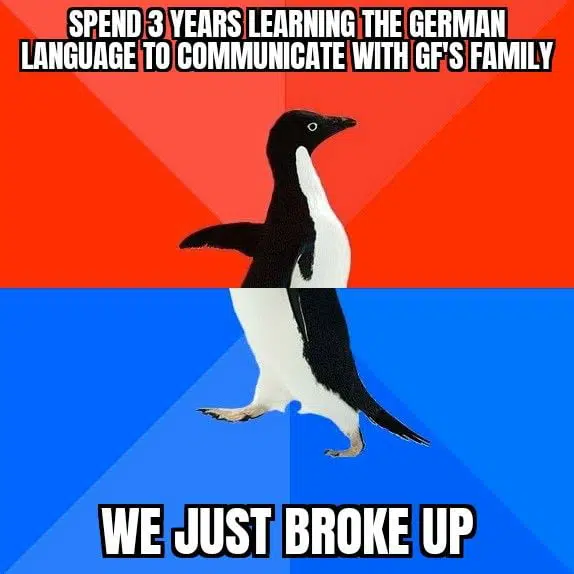 SPEND 3 YEARS LEARNING THE GERMAN
LANGUAGE TO COMMUNICATE WITH GF'S FAMILY
WE JUST BROKE UP